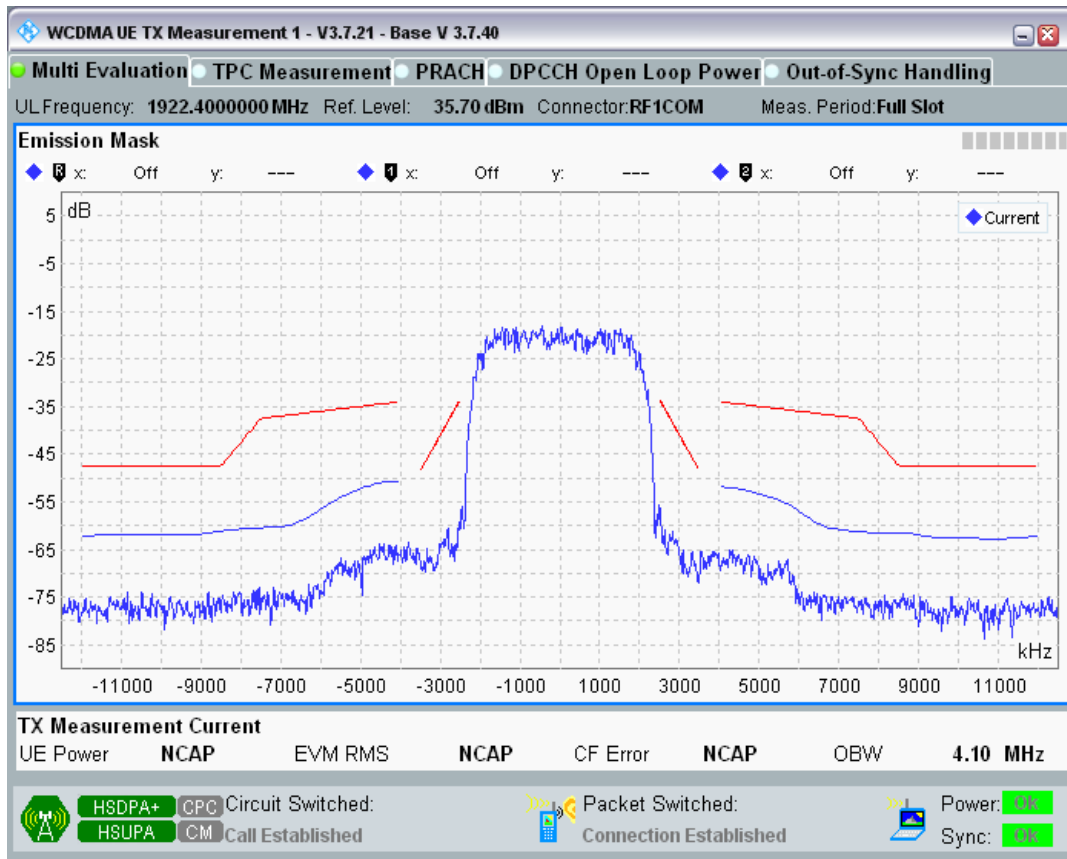 WCDMA UE TX Measurement 1 - V3.7.21 - Base V 3.7.40
Multi Evaluation TPC Measurement PRACH DPCCH Open Loop Power Out-of-Sync Handling
UL Frequency: 1922.4000000 MHz Ref. Level: 35.70 dBm Connector:RF1COM Meas. Period:Full Slot
Emission Mask
R x: Off y: --- 1 x: Off y: --- 2 x: Off y: ---
dB
Current
5
-5
-15
-25
-35
-45
-55
-65
-75
-85
kHz
-11000 -9000 -7000 -5000 -3000 -1000 1000 3000 5000 7000 9000 11000
TX Measurement Current
UE Power NCAP EVM RMS NCAP CF Error NCAP OBW 4.10 MHz
HSDPA+ CPC Circuit Switched: Packet Switched: Power: Ok
HSUPA CM Call Established Connection Established Sync: Ok